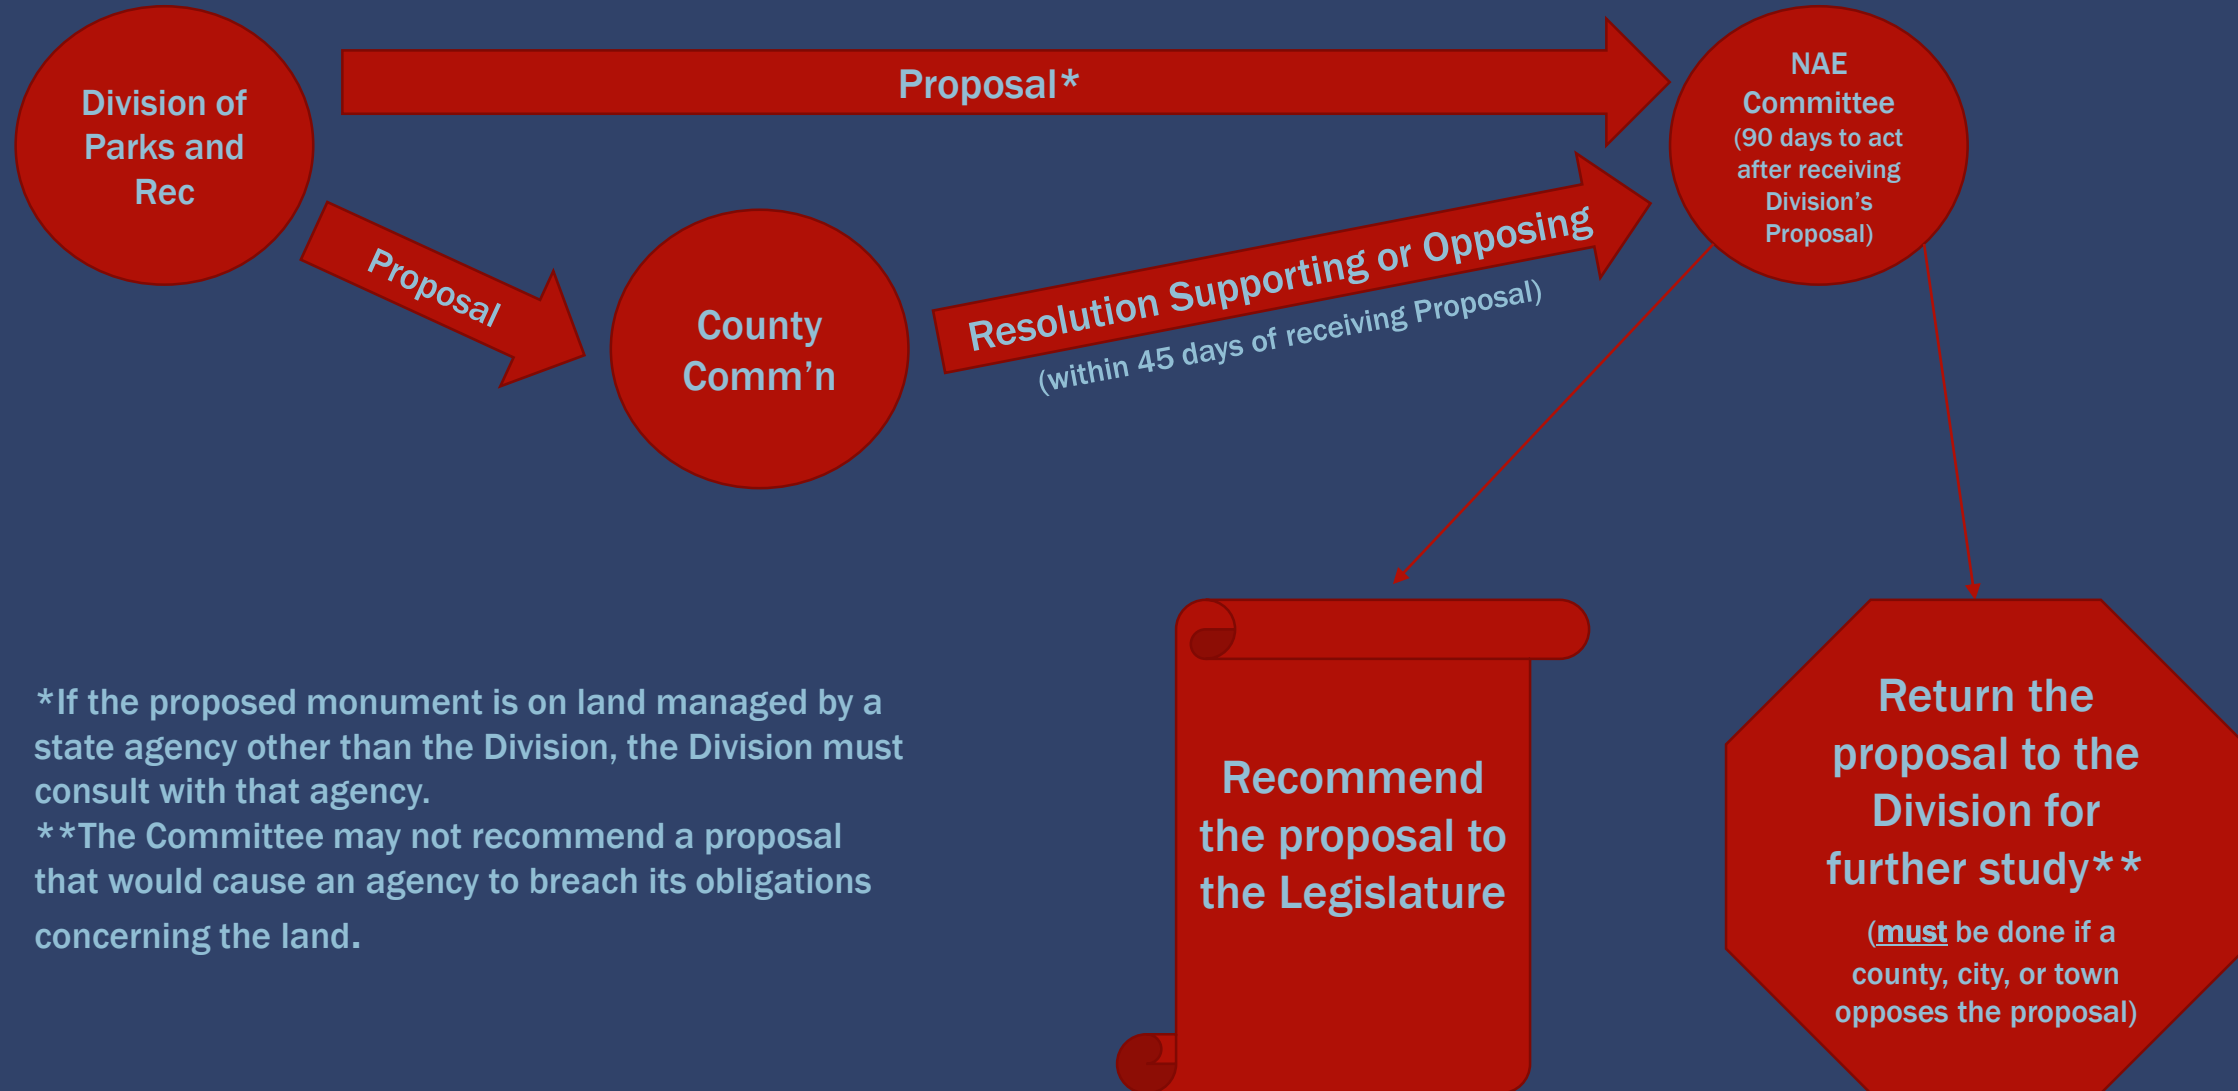 Division of
Parks and
Rec
Proposal*
NAE
Committee
(90 days to act
after receiving
Division's
Proposal)
Proposal
County
Comm'n
Resolution Supporting or Opposing
(within 45 days of receiving Proposal)
*If the proposed monument is on land managed by a
state agency other than the Division, the Division must
consult with that agency.
**The Committee may not recommend a proposal
that would cause an agency to breach its obligations
concerning the land.
Recommend
the proposal to
the Legislature
Return the
proposal to the
Division for
further study**
(must be done if a
county, city, or town
opposes the proposal)